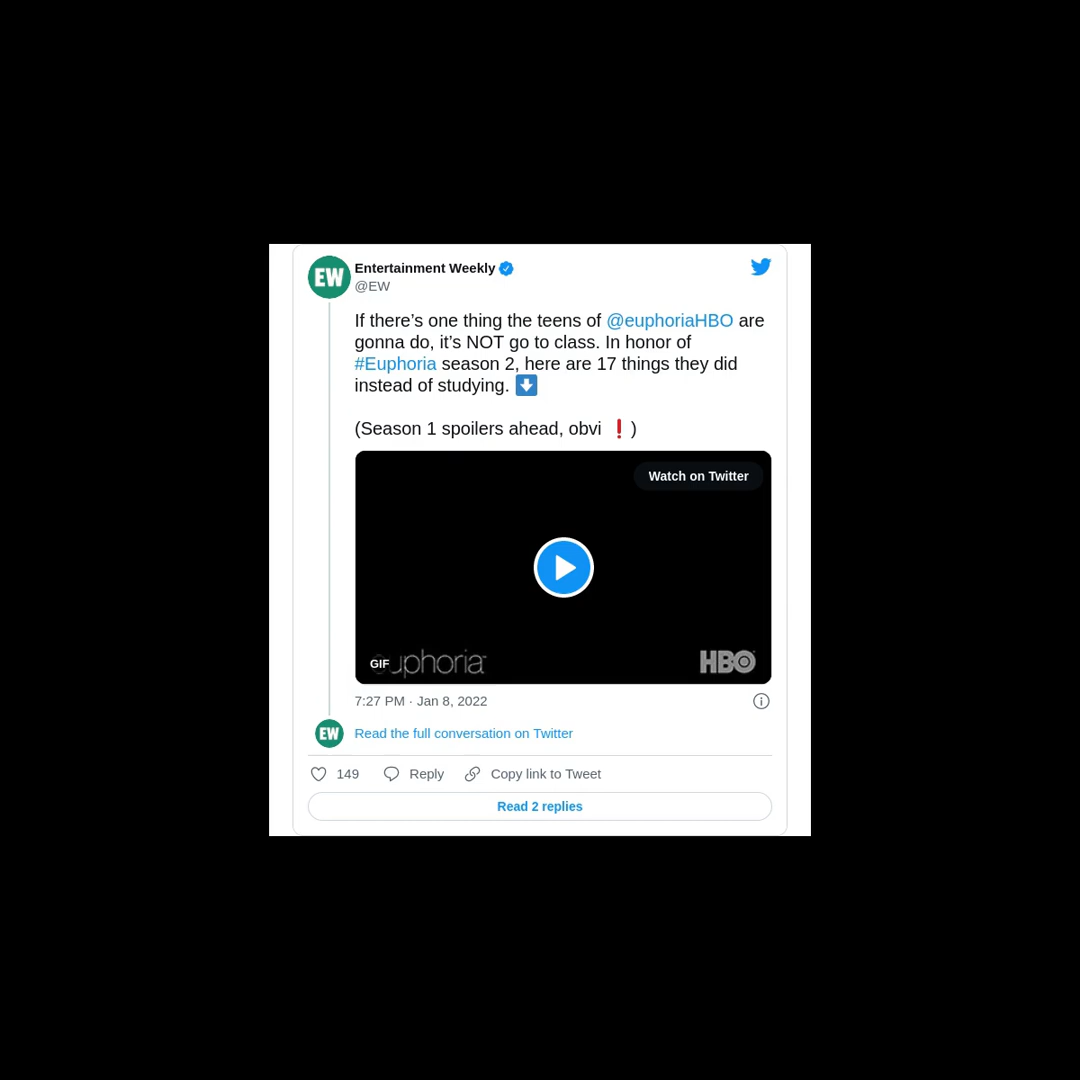 EW
Entertainment Weekly
@EW
If there’s one thing the teens of @euphoriaHBO are
gonna do, it’s NOT go to class. In honor of
#Euphoria season 2, here are 17 things they did
instead of studying. ⬇️
(Season 1 spoilers ahead, obvi ❗)
Watch on Twitter
GIF
euphoria
HBO
7:27 PM · Jan 8, 2022
EW
Read the full conversation on Twitter
149 Reply Copy link to Tweet
Read 2 replies